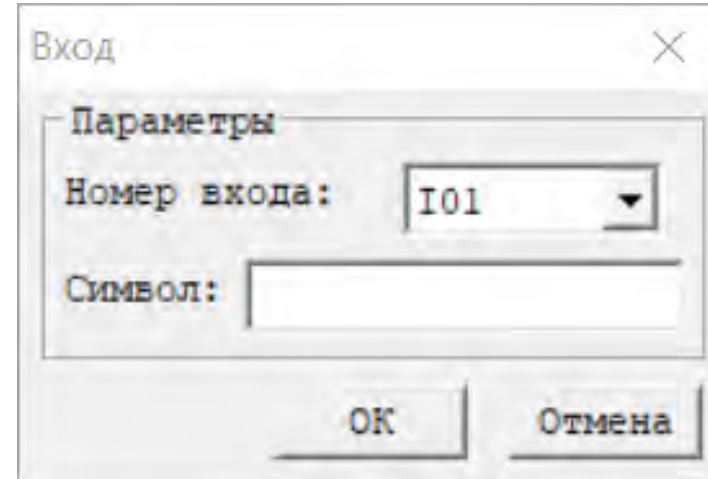 Вход
Параметры
Номер входа: I01
Символ:
OK Отмена